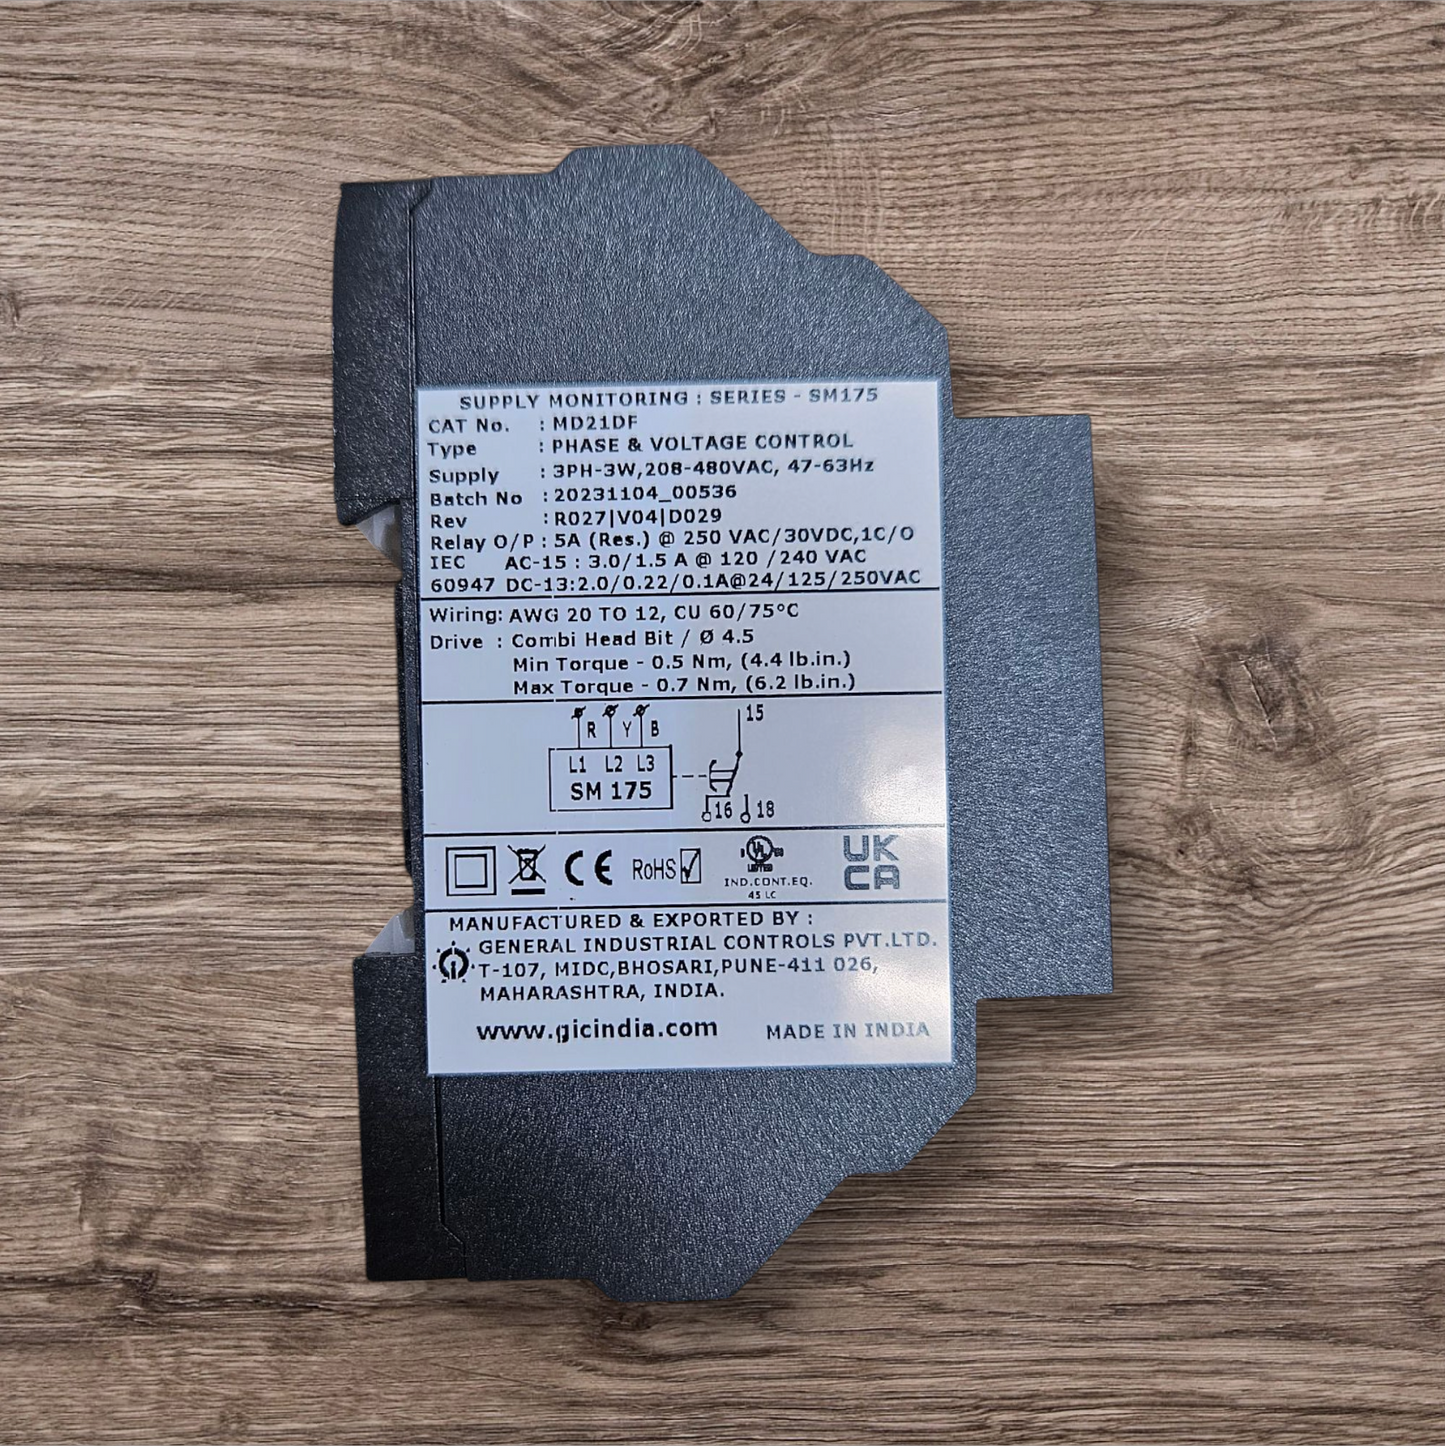 SUPPLY MONITORING : SERIES - SM175
CAT No. : MD21DF
Type : PHASE & VOLTAGE CONTROL
Supply : 3PH-3W,208-480VAC, 47-63Hz
Batch No : 20231104_00536
Rev : R027|V04|D029
Relay O/P : 5A (Res.) @ 250 VAC/30VDC,1C/O
IEC AC-15 : 3.0/1.5 A @ 120 /240 VAC
60947 DC-13:2.0/0.22/0.1A@24/125/250VAC
Wiring: AWG 20 TO 12, CU 60/75°C
Drive : Combi Head Bit / Ø 4.5
Min Torque - 0.5 Nm, (4.4 lb.in.)
Max Torque - 0.7 Nm, (6.2 lb.in.)
R Y B 15
L1 L2 L3
SM 175
16 18
CE RoHS UL LISTED UK
CA
IND.CONT.EQ.
45 LC
MANUFACTURED & EXPORTED BY :
GENERAL INDUSTRIAL CONTROLS PVT.LTD.
T-107, MIDC,BHOSARI,PUNE-411 026,
MAHARASHTRA, INDIA.
www.gicindia.com MADE IN INDIA